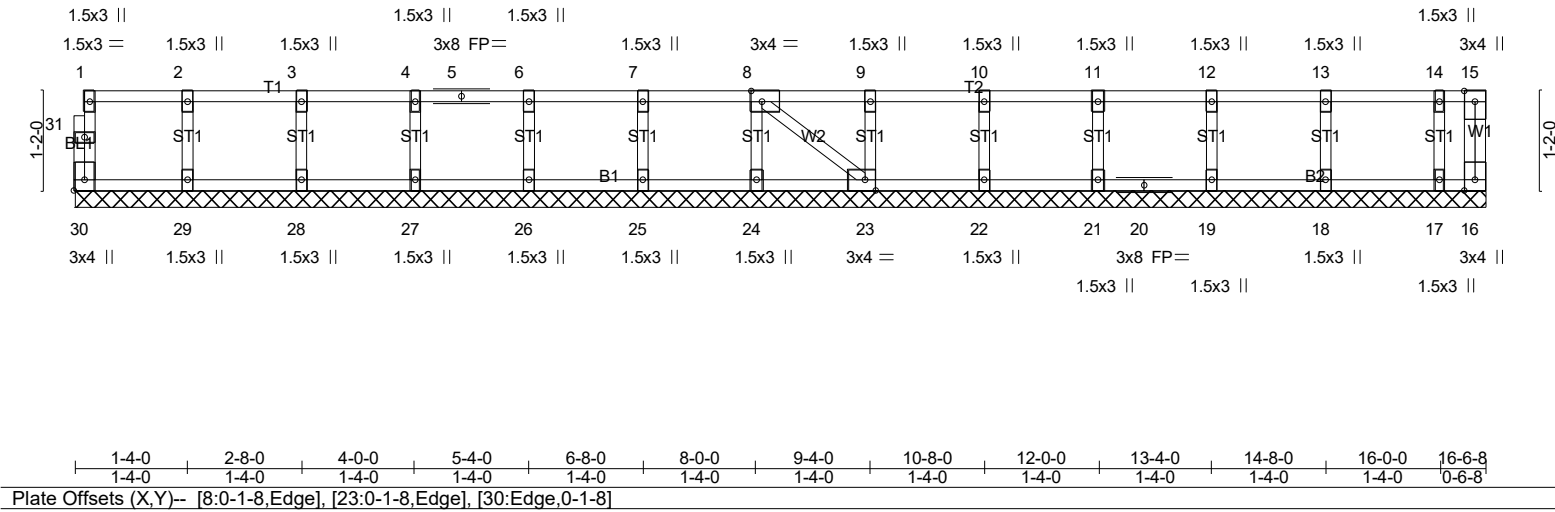 1.5x3 || 1.5x3 || 1.5x3 || 1.5x3 ||
1.5x3 = 1.5x3 || 1.5x3 || 3x8 FP= 1.5x3 || 3x4 = 1.5x3 || 1.5x3 || 1.5x3 || 1.5x3 || 1.5x3 || 3x4 ||
1 2 3 4 5 6 7 8 9 10 11 12 13 14 15
T1 T2
31
1-2-0 BL1 ST1 ST1 ST1 ST1 ST1 ST1 W2 ST1 ST1 ST1 ST1 ST1 ST1 W1 1-2-0
B1 B2
30 29 28 27 26 25 24 23 22 21 20 19 18 17 16
3x4 || 1.5x3 || 1.5x3 || 1.5x3 || 1.5x3 || 1.5x3 || 1.5x3 || 3x4 = 1.5x3 || 3x8 FP= 1.5x3 || 3x4 ||
1.5x3 || 1.5x3 || 1.5x3 ||
1-4-0 2-8-0 4-0-0 5-4-0 6-8-0 8-0-0 9-4-0 10-8-0 12-0-0 13-4-0 14-8-0 16-0-0 16-6-8
1-4-0 1-4-0 1-4-0 1-4-0 1-4-0 1-4-0 1-4-0 1-4-0 1-4-0 1-4-0 1-4-0 1-4-0 0-6-8
Plate Offsets (X,Y)-- [8:0-1-8,Edge], [23:0-1-8,Edge], [30:Edge,0-1-8]